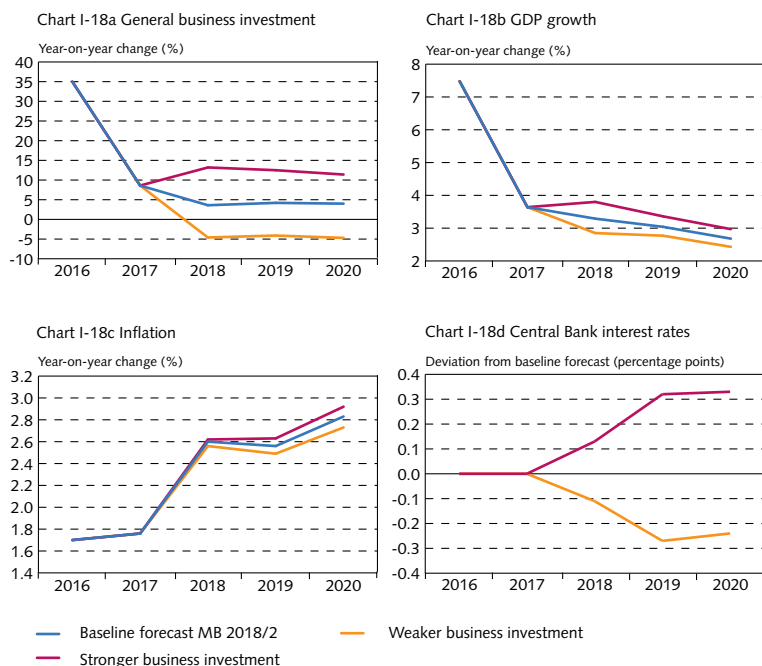 Chart I-18a General business investment
Year-on-year change (%)
40
35
30
25
20
15
10
5
0
-5
-10
2016 2017 2018 2019 2020
Chart I-18b GDP growth
Year-on-year change (%)
8
7
6
5
4
3
2
2016 2017 2018 2019 2020
Chart I-18c Inflation
Year-on-year change (%)
3.2
3.0
2.8
2.6
2.4
2.2
2.0
1.8
1.6
1.4
2016 2017 2018 2019 2020
Chart I-18d Central Bank interest rates
Deviation from baseline forecast (percentage points)
0.4
0.3
0.2
0.1
0.0
-0.1
-0.2
-0.3
-0.4
2016 2017 2018 2019 2020
Baseline forecast MB 2018/2
Weaker business investment
Stronger business investment